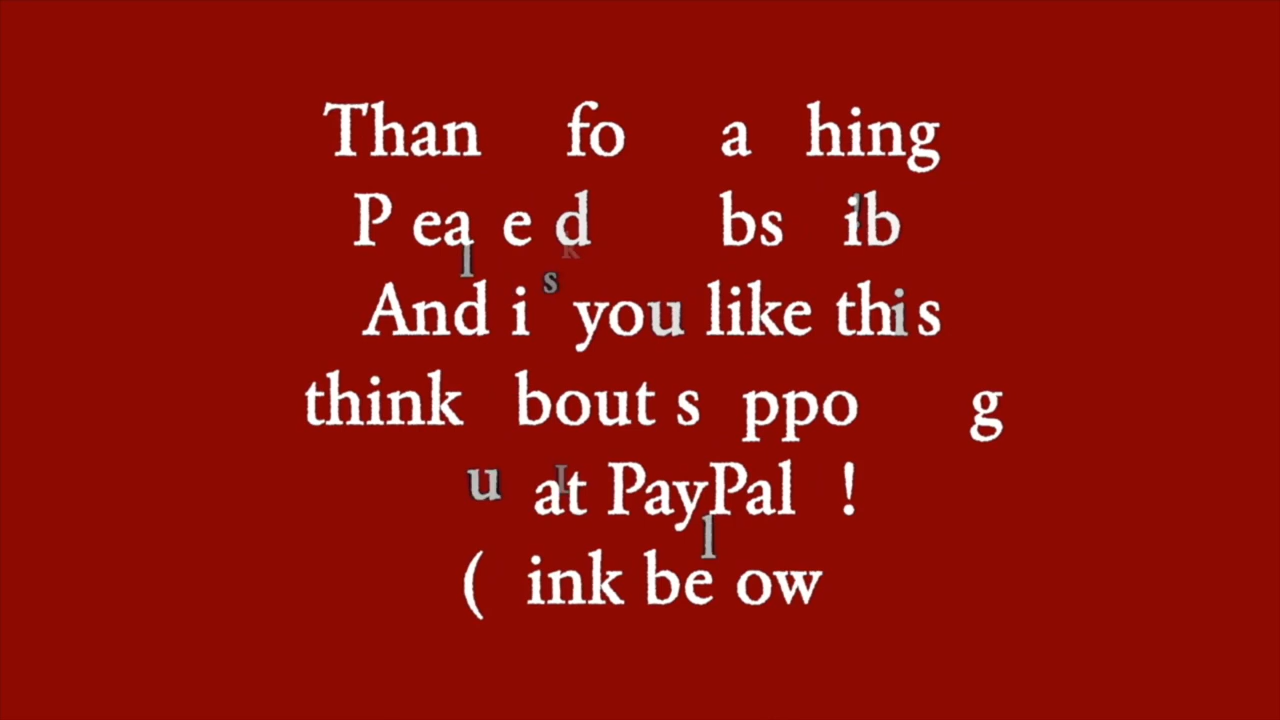 Than fo a hing
P ea e d bs ib
And i you like this
think bout s ppo g
u at PayPal !
( ink be ow